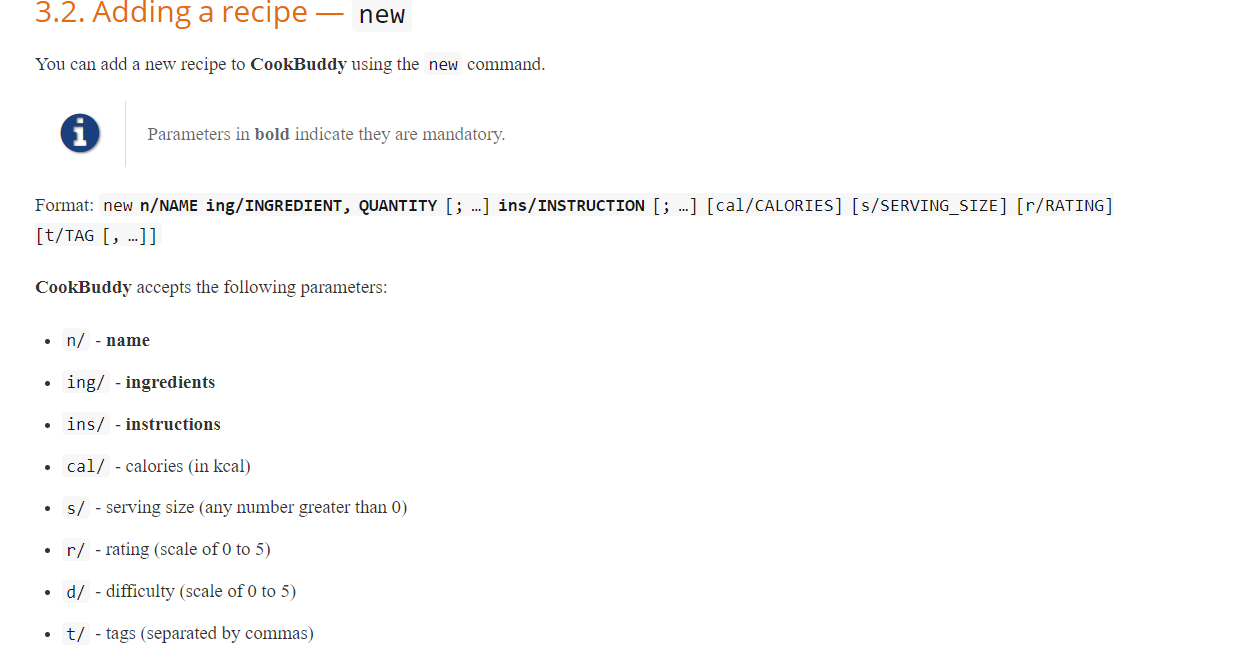 3.2. Adding a recipe — new
You can add a new recipe to CookBuddy using the new command.
Parameters in bold indicate they are mandatory.
Format: new n/NAME ing/INGREDIENT, QUANTITY [; …] ins/INSTRUCTION [; …] [cal/CALORIES] [s/SERVING_SIZE] [r/RATING]
[t/TAG [, …]]
CookBuddy accepts the following parameters:
• n/ - name
• ing/ - ingredients
• ins/ - instructions
• cal/ - calories (in kcal)
• s/ - serving size (any number greater than 0)
• r/ - rating (scale of 0 to 5)
• d/ - difficulty (scale of 0 to 5)
• t/ - tags (separated by commas)